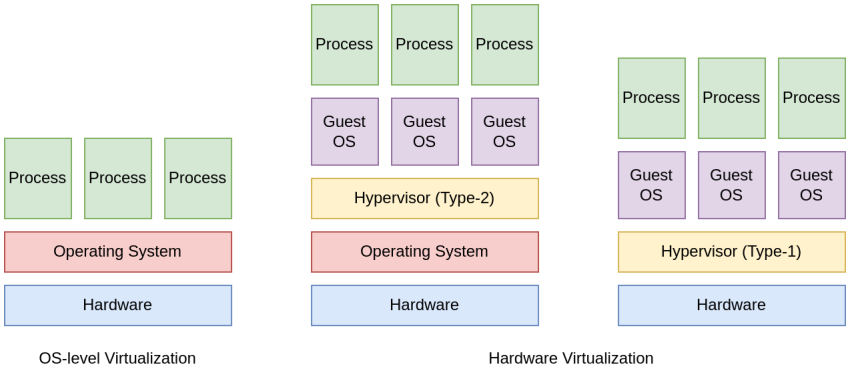 Process Process Process
Operating System
Hardware
OS-level Virtualization
Process Process Process
Guest OS Guest OS Guest OS
Hypervisor (Type-2)
Operating System
Hardware
Process Process Process
Guest OS Guest OS Guest OS
Hypervisor (Type-1)
Hardware
Hardware Virtualization